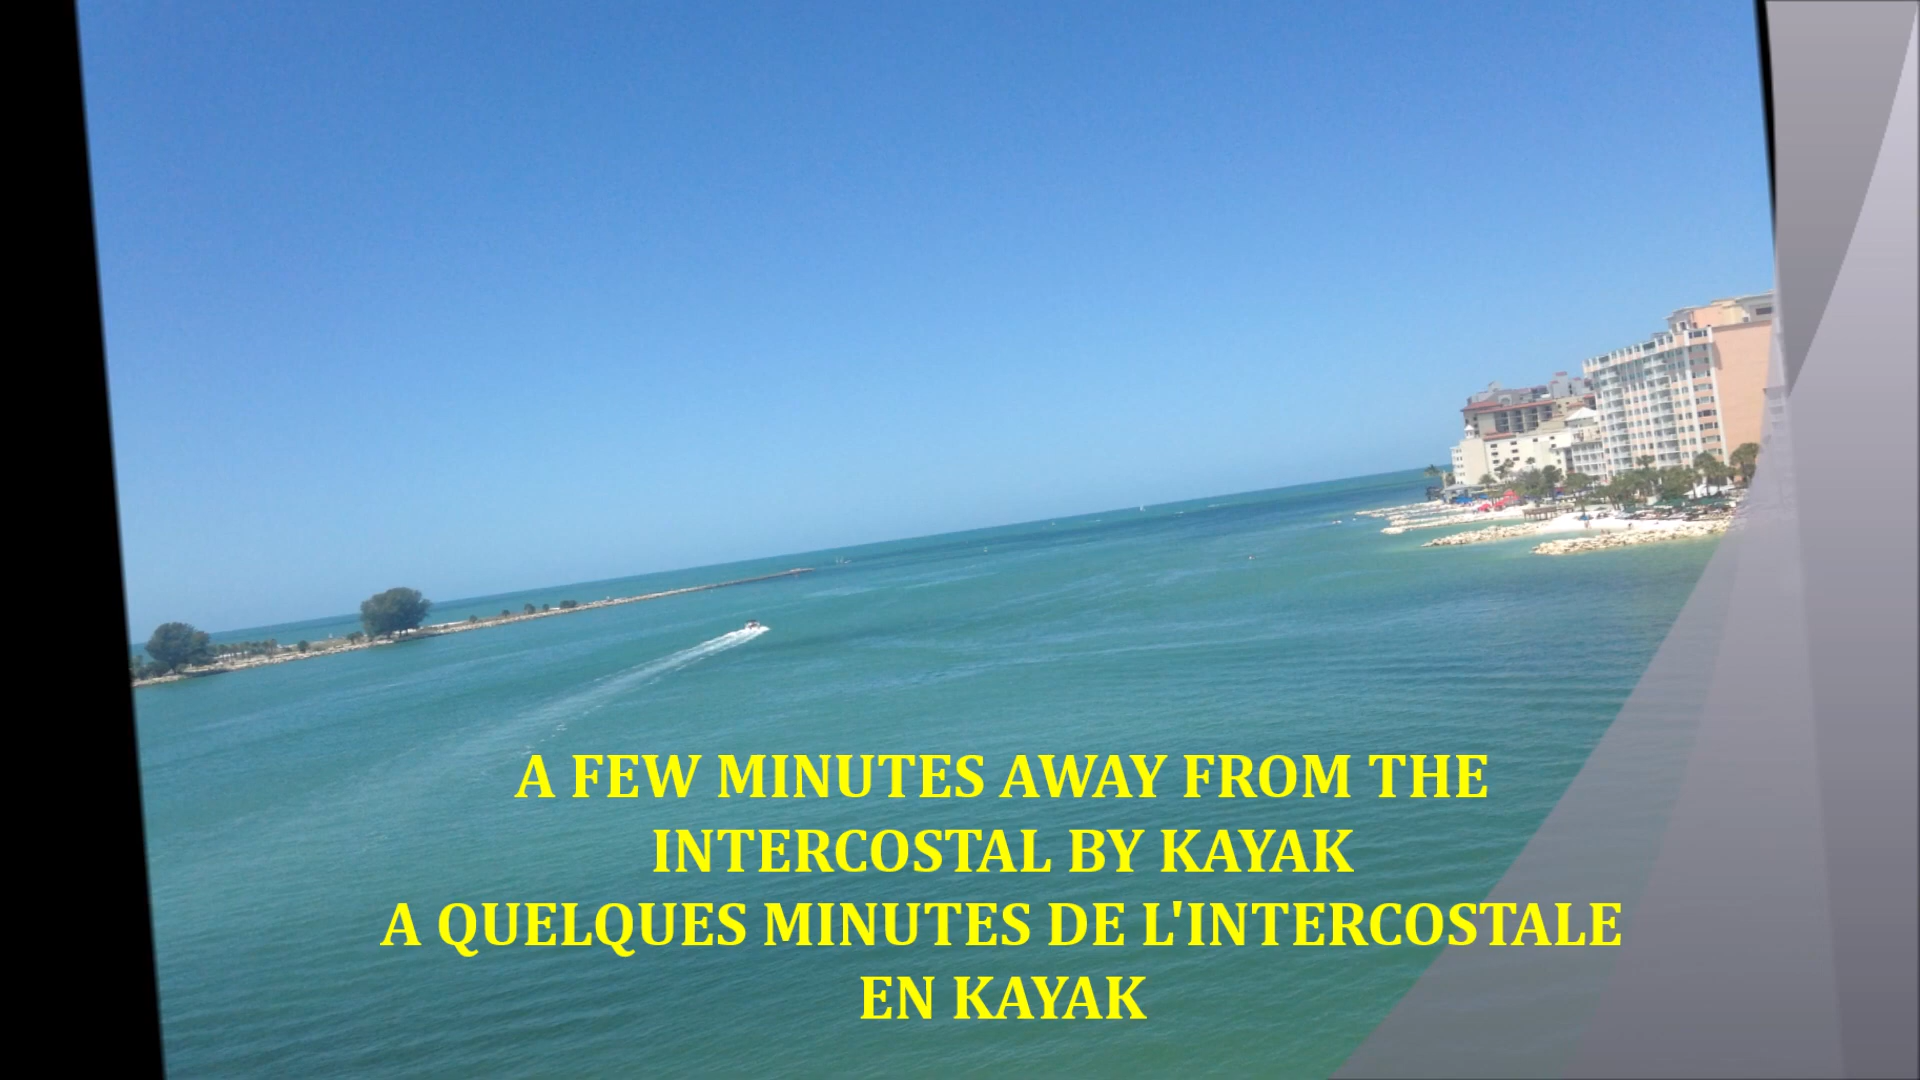 A FEW MINUTES AWAY FROM THE
INTERCOSTAL BY KAYAK
A QUELQUES MINUTES DE L'INTERCOSTALE
EN KAYAK